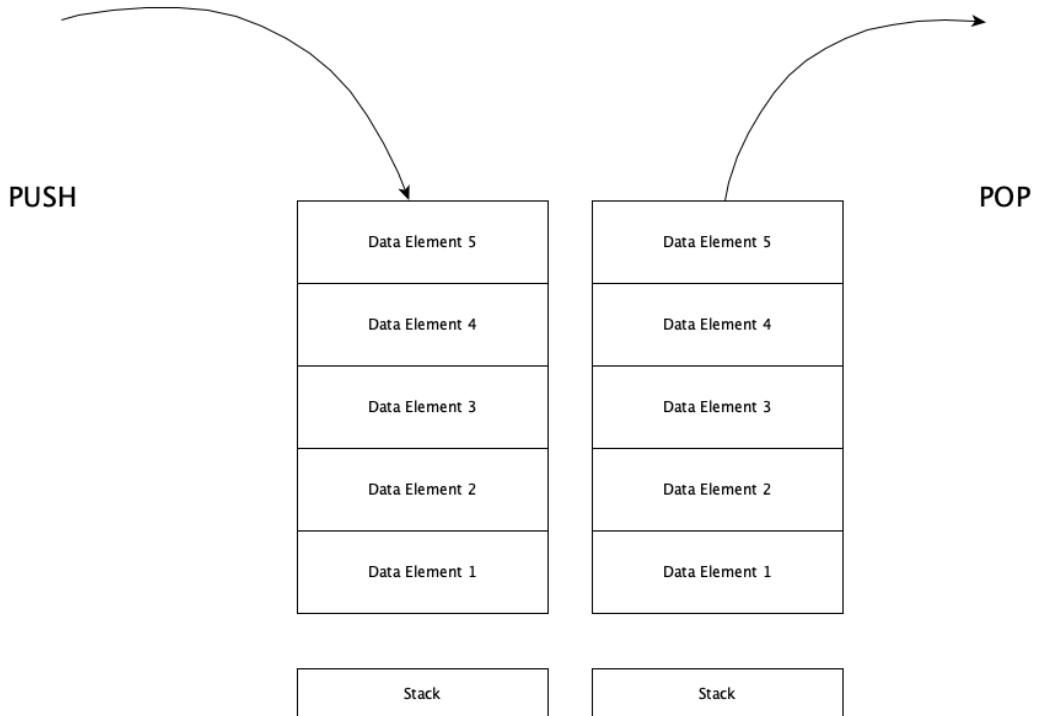 PUSH
POP
Data Element 5
Data Element 5
Data Element 4
Data Element 4
Data Element 3
Data Element 3
Data Element 2
Data Element 2
Data Element 1
Data Element 1
Stack
Stack